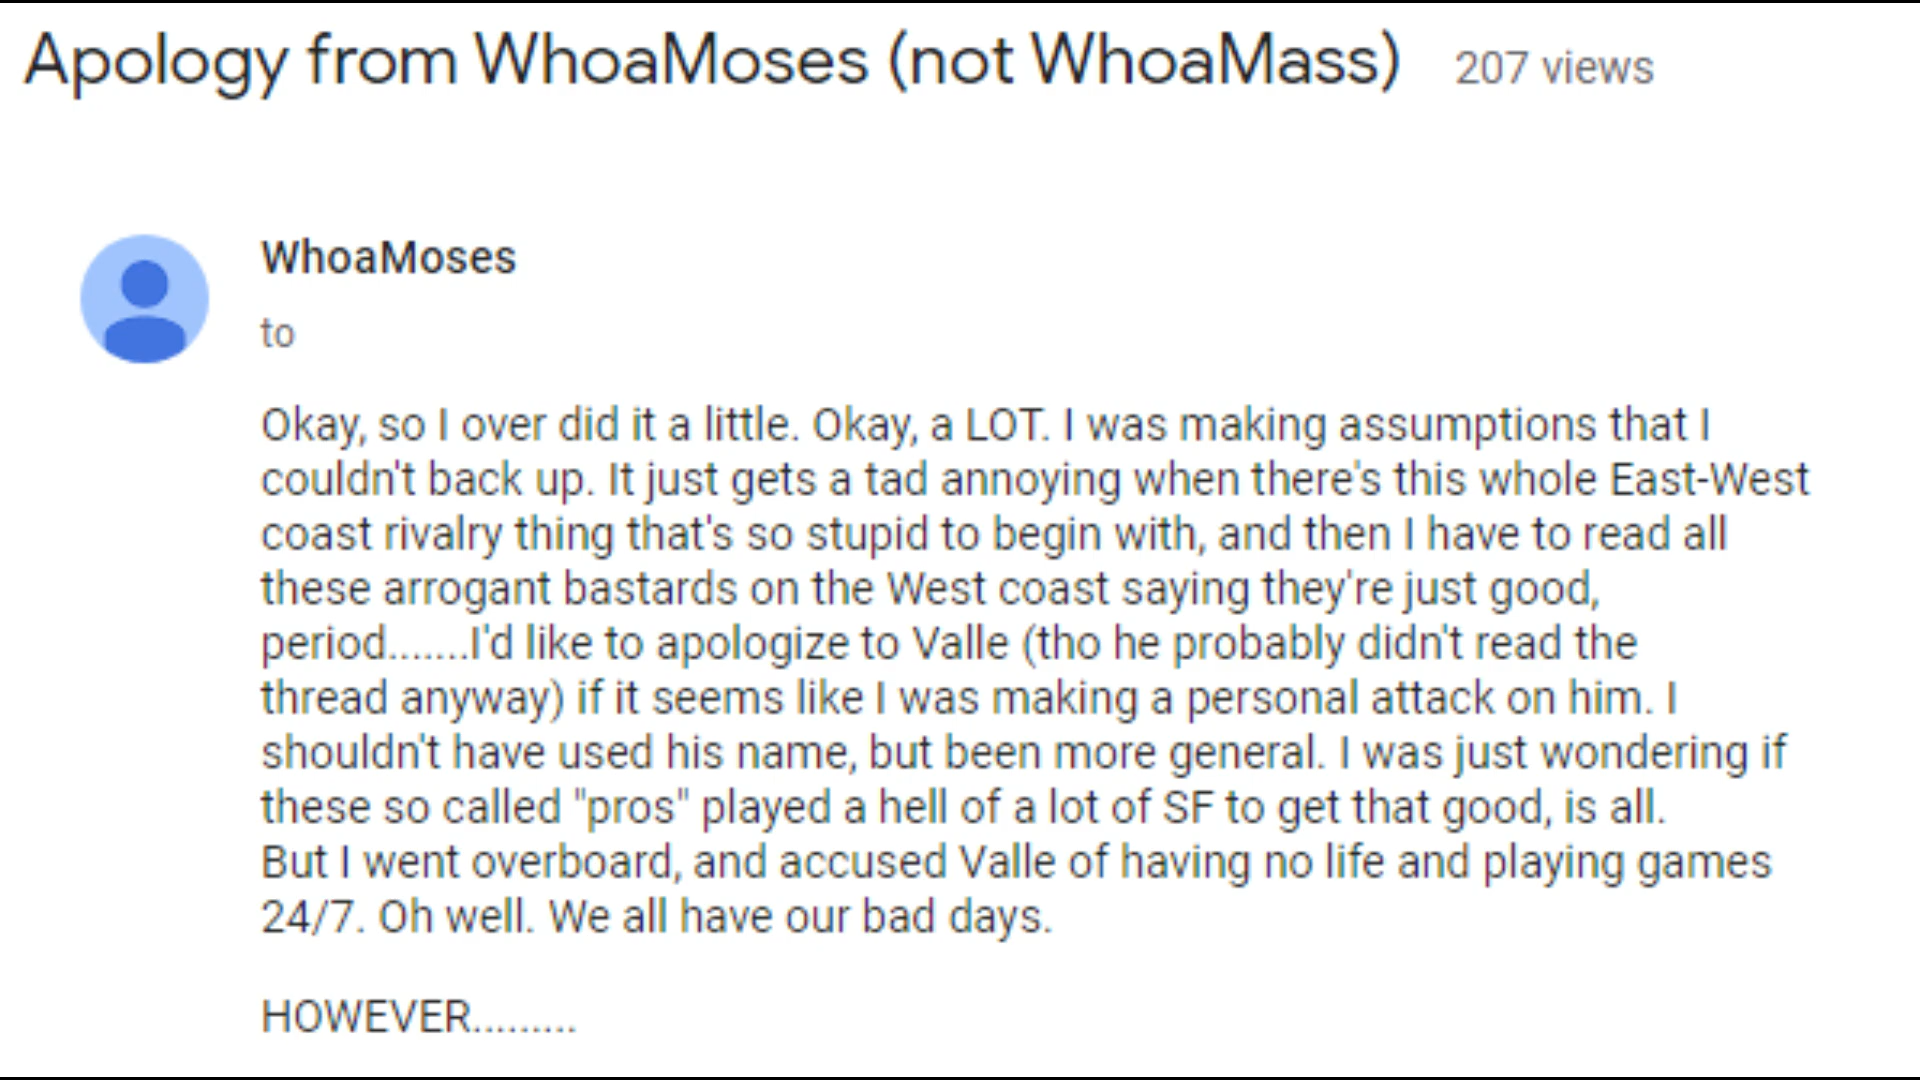 Apology from WhoaMoses (not WhoaMass) 207 views
WhoaMoses
to
Okay, so I over did it a little. Okay, a LOT. I was making assumptions that I
couldn't back up. It just gets a tad annoying when there's this whole East-West
coast rivalry thing that's so stupid to begin with, and then I have to read all
these arrogant bastards on the West coast saying they're just good,
period.......I'd like to apologize to Valle (tho he probably didn't read the
thread anyway) if it seems like I was making a personal attack on him. I
shouldn't have used his name, but been more general. I was just wondering if
these so called "pros" played a hell of a lot of SF to get that good, is all.
But I went overboard, and accused Valle of having no life and playing games
24/7. Oh well. We all have our bad days.
HOWEVER.........